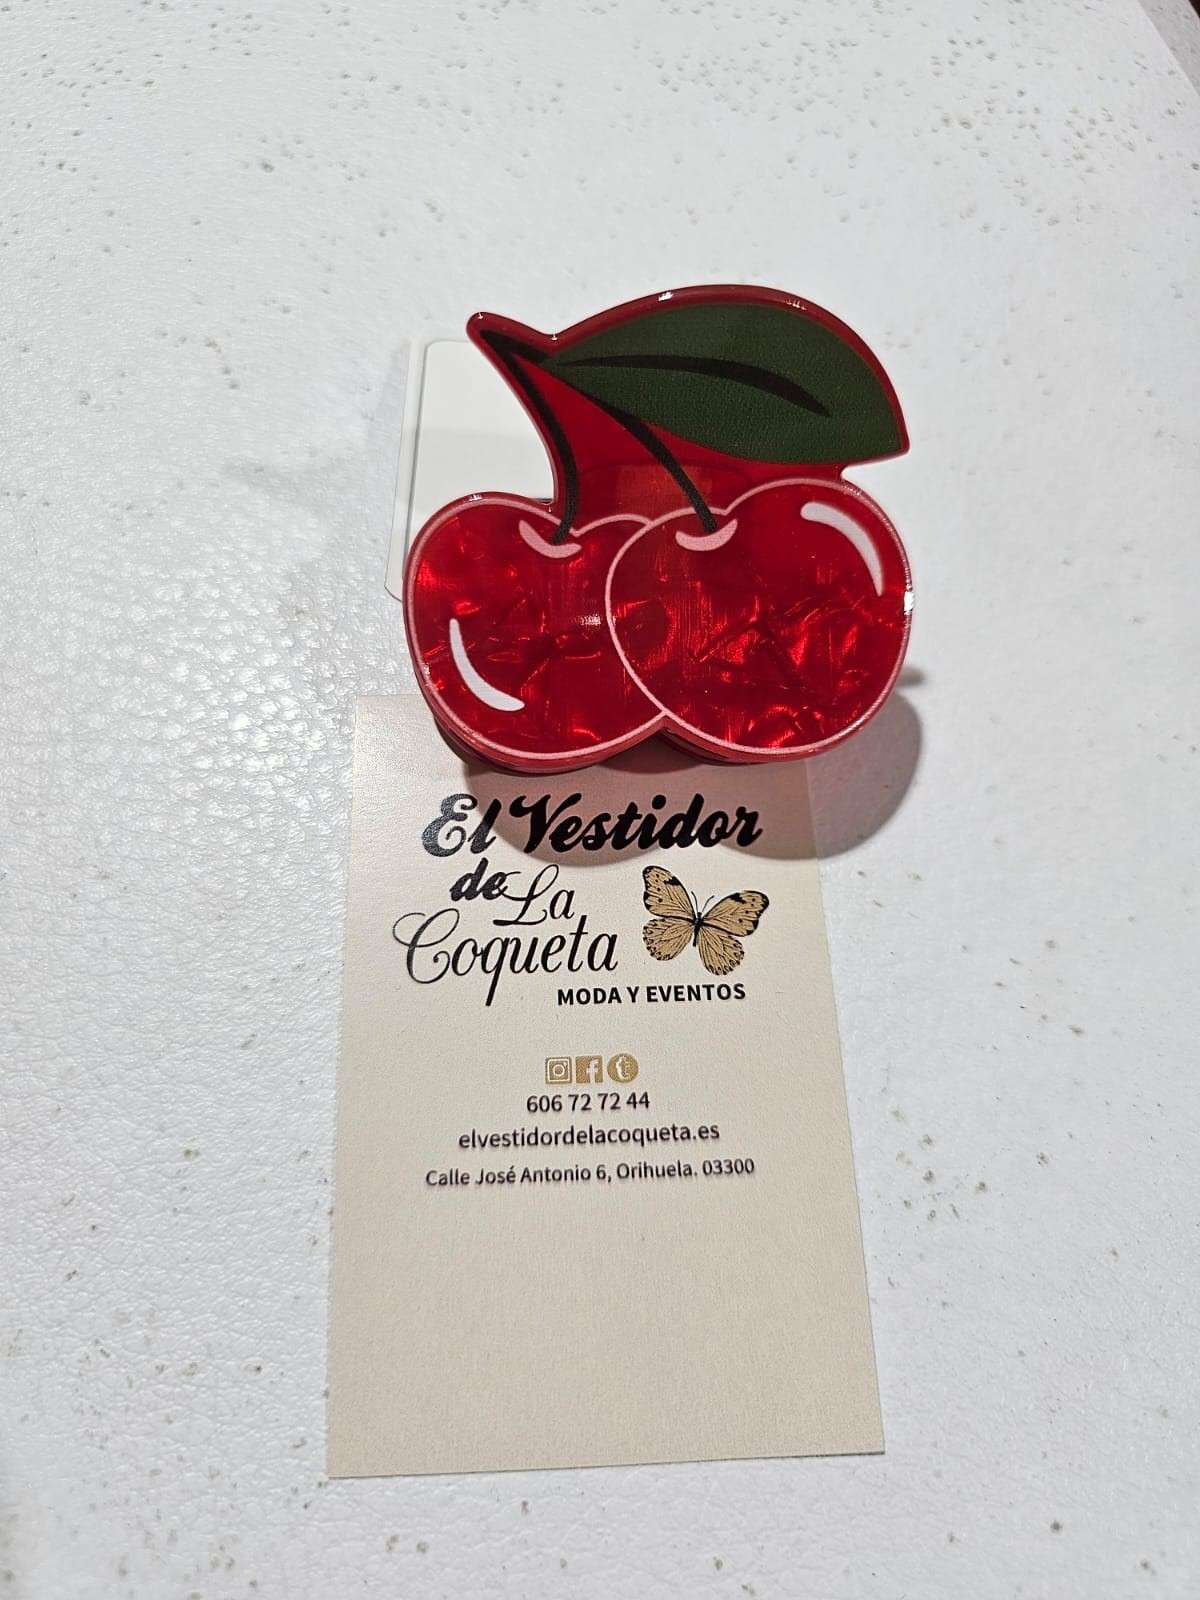 El Vestidor
de La
Coqueta
MODA Y EVENTOS
606 72 72 44
elvestidordelacoqueta.es
Calle José Antonio 6, Orihuela. 03300